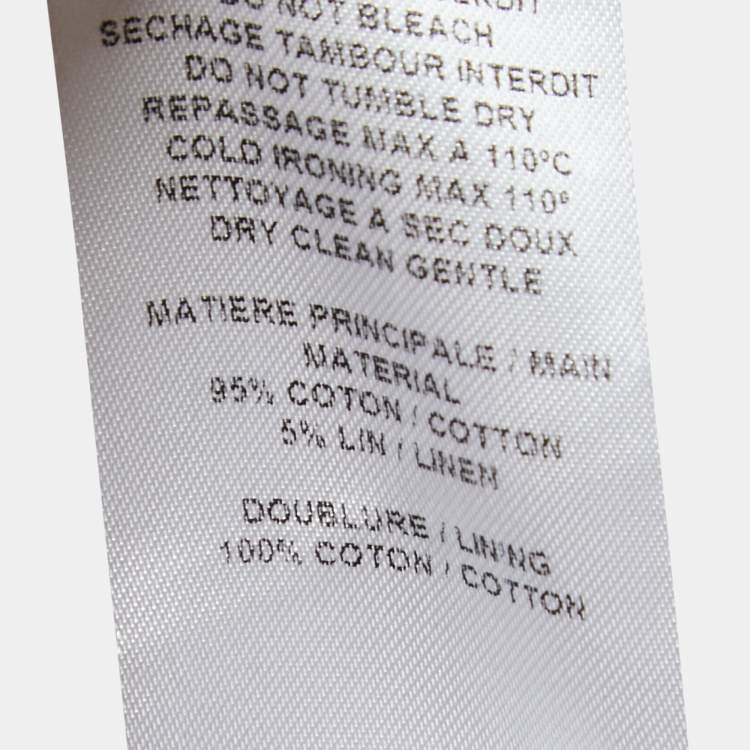 DO NOT BLEACH
SECHAGE TAMBOUR INTERDIT
DO NOT TUMBLE DRY
REPASSAGE MAX A 110°C
COLD IRONING MAX 110°
NETTOYAGE A SEC DOUX
DRY CLEAN GENTLE
MATIERE PRINCIPALE / MAIN
MATERIAL
95% COTON / COTTON
5% LIN / LINEN
DOUBLURE / LINING
100% COTON / COTTON